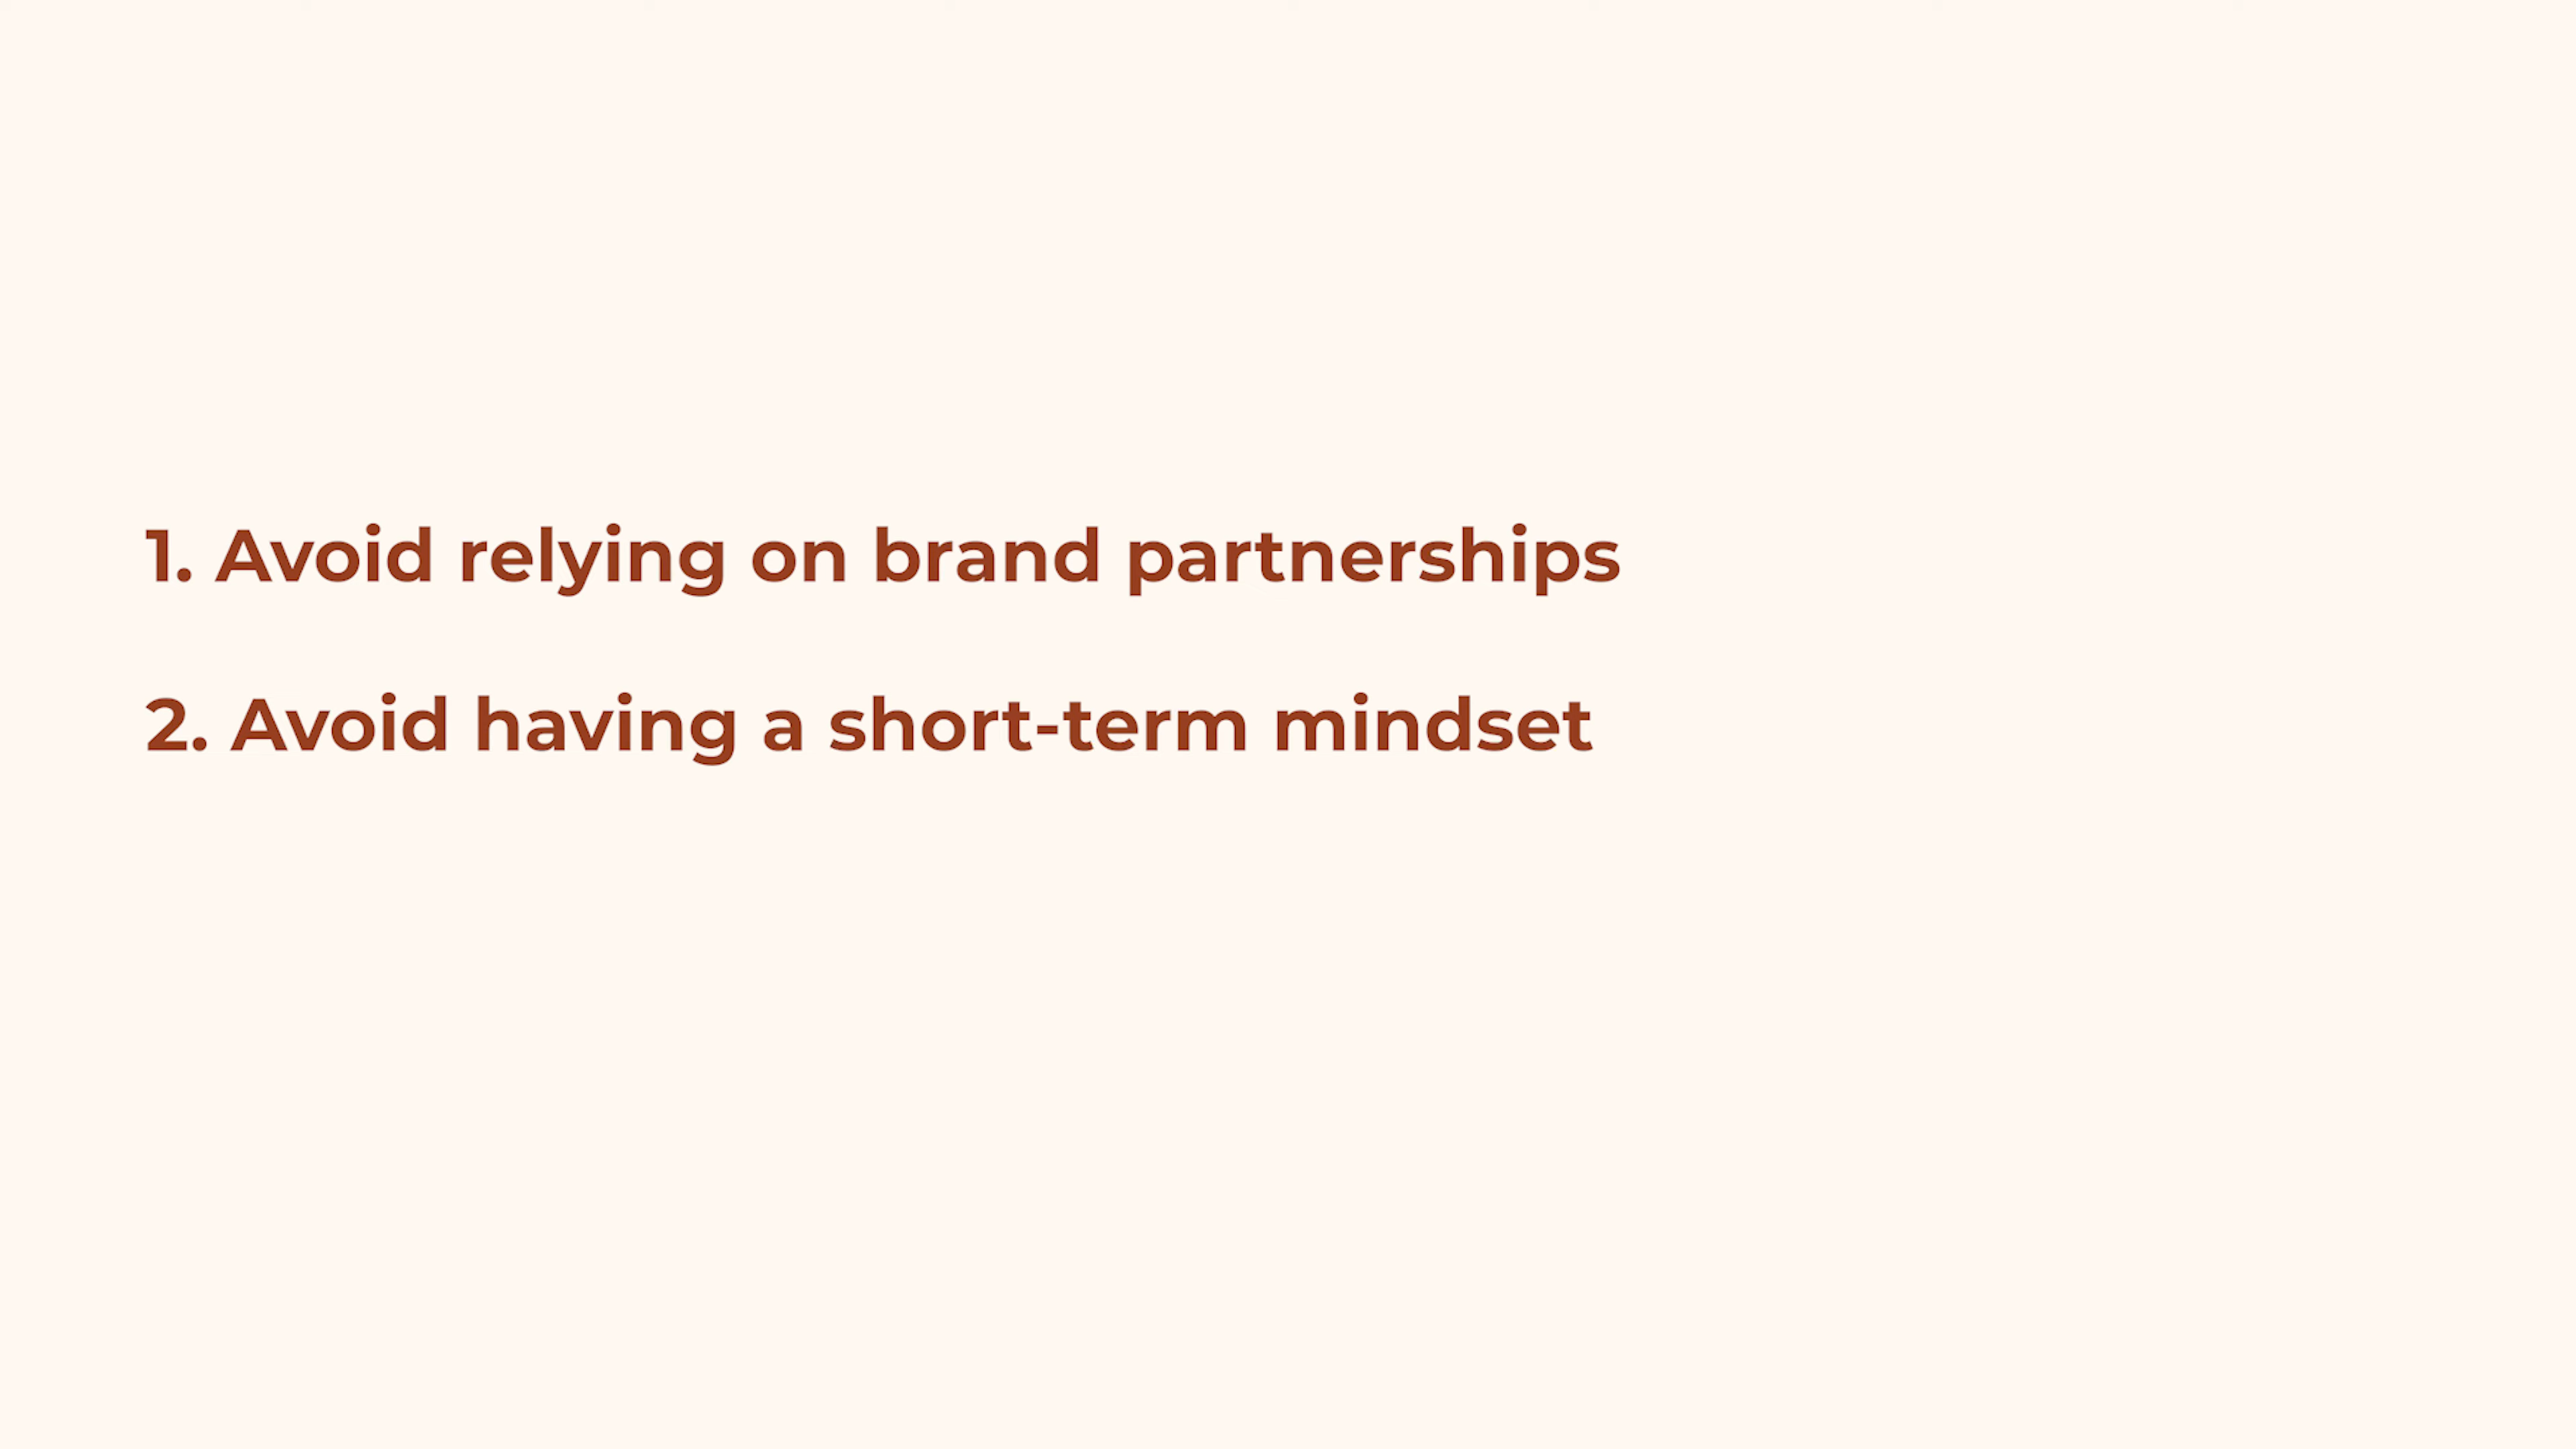 1. Avoid relying on brand partnerships
2. Avoid having a short-term mindset